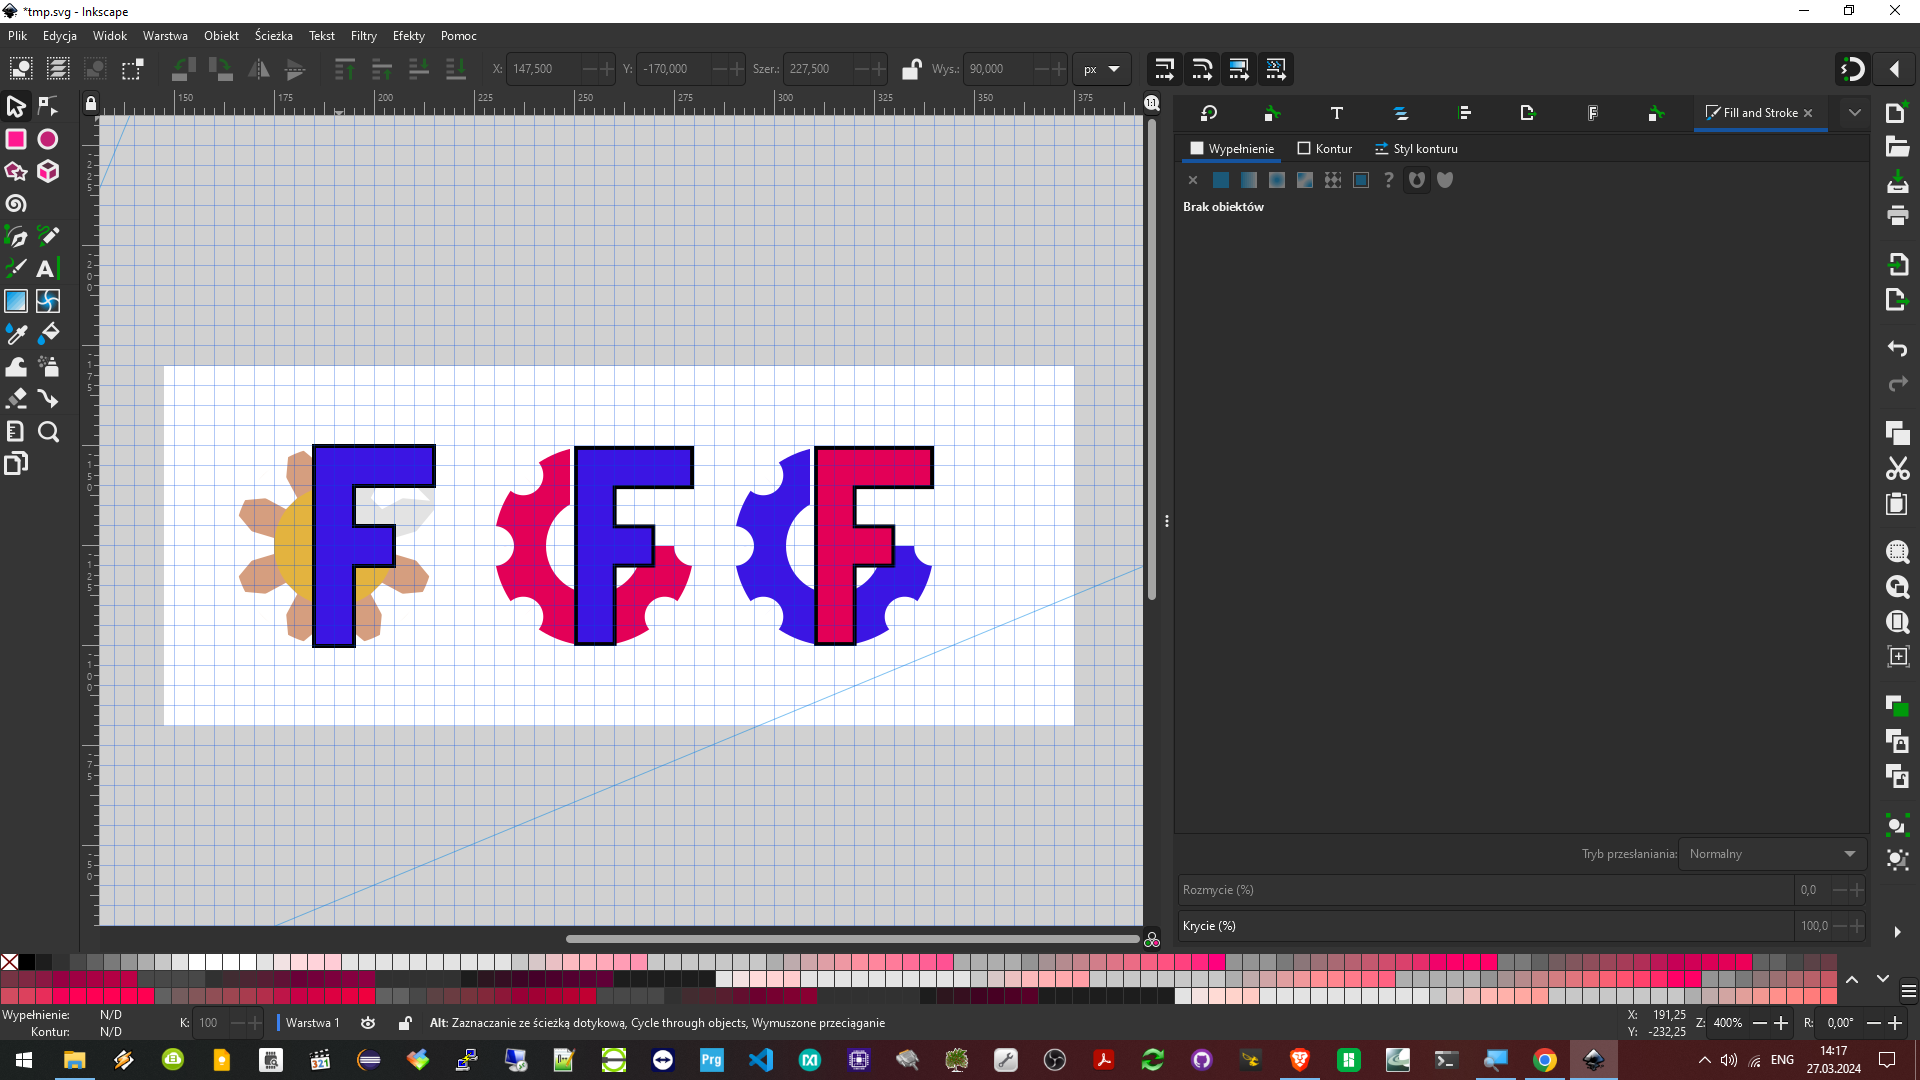 *tmp.svg - Inkscape
Plik Edycja Widok Warstwa Obiekt Ścieżka Tekst Filtry Efekty Pomoc
X: 147,500 Y: -170,000 Szer.: 227,500 Wys.: 90,000 px
150 175 200 225 250 275 300 325 350 375
1:1
Fill and Stroke
Wypełnienie Kontur Styl konturu
?
Brak obiektów
F F F
Tryb przesłaniania: Normalny
Rozmycie (%) 0,0
Krycie (%) 100,0
Wypełnienie: N/D
Kontur: N/D
K: 100
Warstwa 1
Alt: Zaznaczanie ze ścieżką dotykową, Cycle through objects, Wymuszone przeciąganie
X: 191,25
Y: -232,25
Z: 400%
R: 0,00°
321
Prg
ENG
14:17
27.03.2024